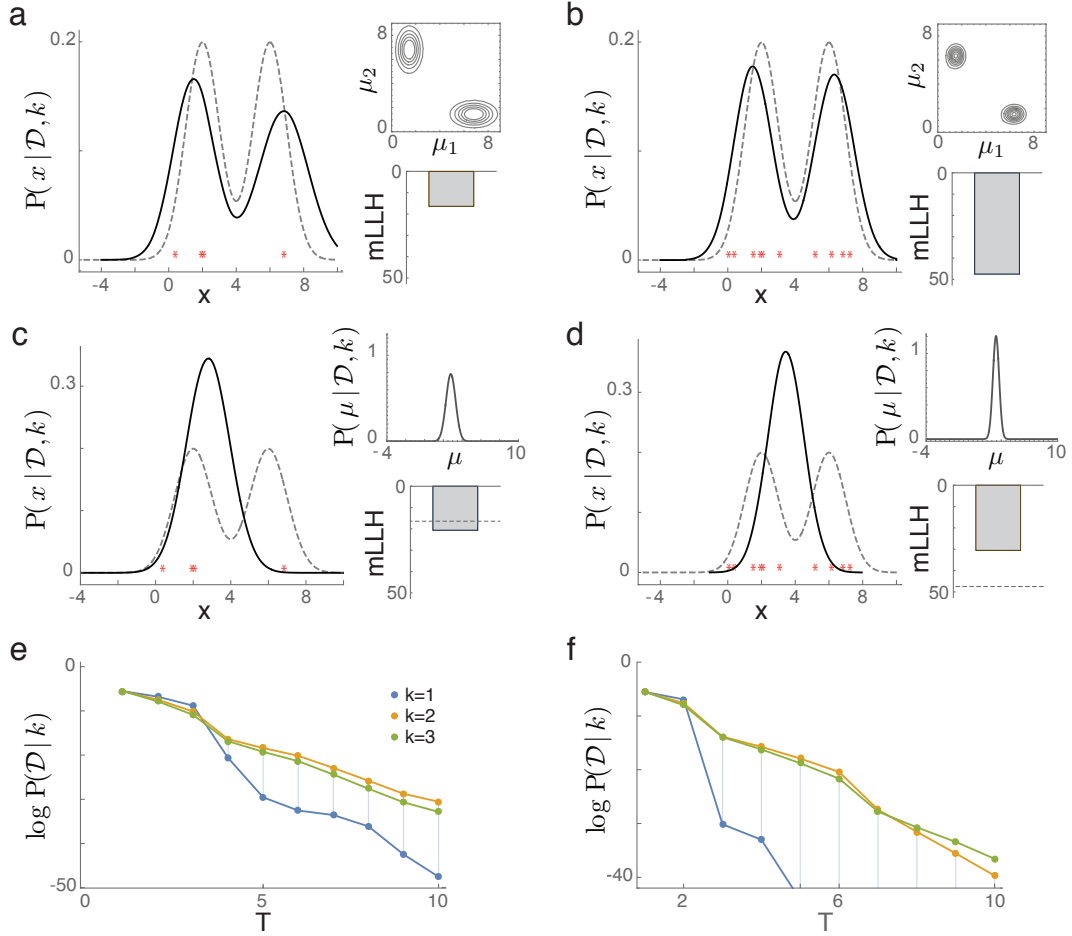 a
0.2
0
P(x | D, k)
-4
0
4
8
x
8
0
μ2
0
8
μ1
0
50
mLLH
b
0.2
0
P(x | D, k)
-4
0
4
8
x
8
0
μ2
0
8
μ1
0
50
mLLH
c
0.3
0
P(x | D, k)
-4
0
4
8
x
1
0
P(μ | D, k)
-4
10
μ
0
50
mLLH
d
0.3
0
P(x | D, k)
-4
0
4
8
x
1
0
P(μ | D, k)
-4
10
μ
0
50
mLLH
e
0
-50
log P(D | k)
0
5
10
T
k=1
k=2
k=3
f
0
-40
log P(D | k)
2
6
10
T